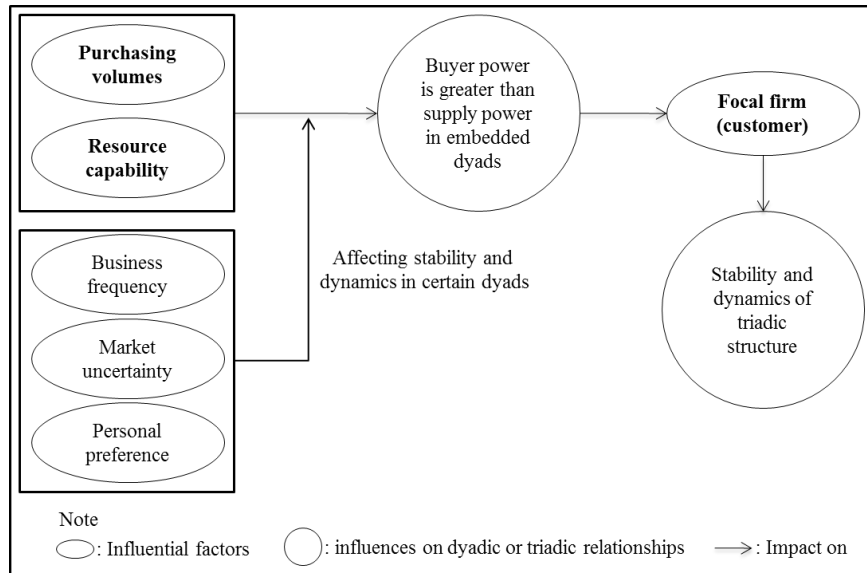 Purchasing
volumes
Resource
capability
Business
frequency
Market
uncertainty
Personal
preference
Affecting stability and
dynamics in certain dyads
Buyer power
is greater than
supply power
in embedded
dyads
Focal firm
(customer)
Stability and
dynamics of
triadic
structure
Note
: Influential factors
: influences on dyadic or triadic relationships
: Impact on